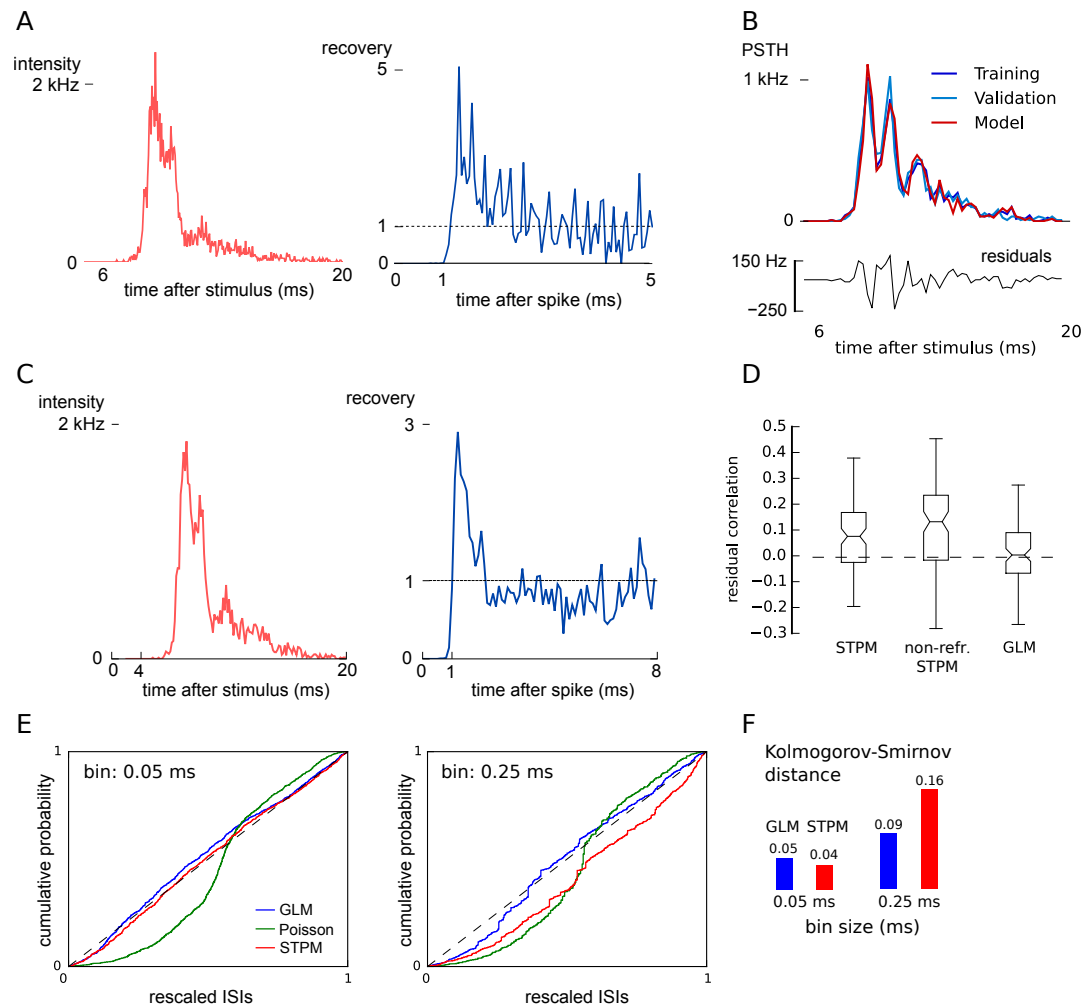 A
intensity
2 kHz
0
6
20
time after stimulus (ms)
recovery
5
1
0
0
1
5
time after spike (ms)
B
PSTH
1 kHz
0
Training
Validation
Model
150 Hz
−250
residuals
6
20
time after stimulus (ms)
C
intensity
2 kHz
0
0
4
20
time after stimulus (ms)
recovery
3
1
0
0
1
8
time after spike (ms)
D
residual correlation
0.5
0.4
0.3
0.2
0.1
0.0
−0.1
−0.2
−0.3
STPM
non-refr.
STPM
GLM
E
cumulative probability
1
0
bin: 0.05 ms
GLM
Poisson
STPM
0
1
rescaled ISIs
cumulative probability
1
0
bin: 0.25 ms
0
1
rescaled ISIs
F
Kolmogorov-Smirnov
distance
GLM STPM
0.05
0.04
0.09
0.16
0.05 ms
0.25 ms
bin size (ms)